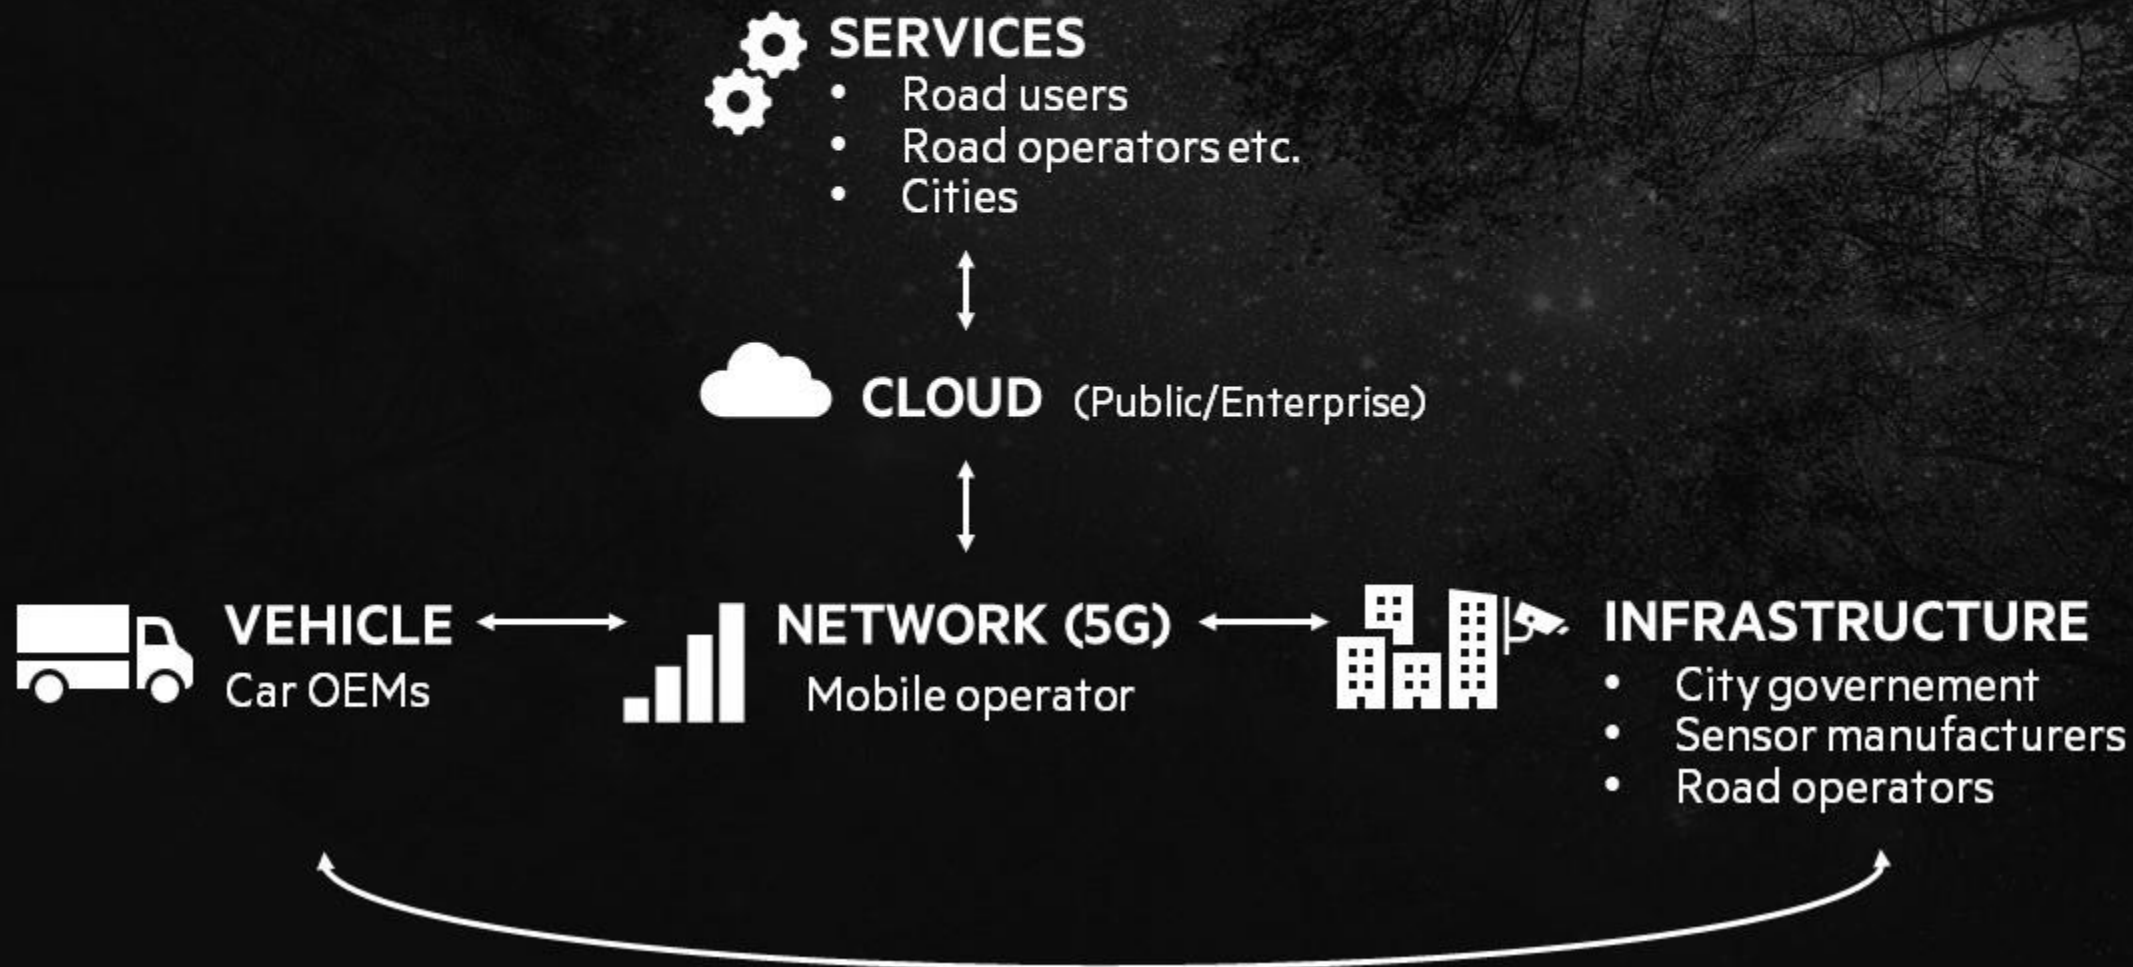 SERVICES
• Road users
• Road operators etc.
• Cities
CLOUD (Public/Enterprise)
VEHICLE
Car OEMs
NETWORK (5G)
Mobile operator
INFRASTRUCTURE
• City governement
• Sensor manufacturers
• Road operators